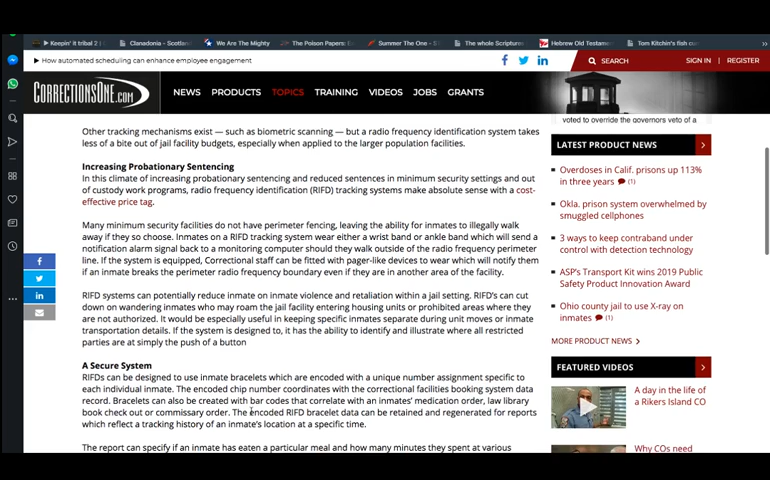 Keepin' it tribal 2
Clanadonia – Scotlan
We Are The Mighty
The Poison Papers: E
Summer The One -
The whole Scripture
Hebrew Old Testame
Tom Kitchin's fish co
How automated scheduling can enhance employee engagement
SEARCH
SIGN IN
REGISTER
CORRECTIONSONE.COM
NEWS
PRODUCTS
TOPICS
TRAINING
VIDEOS
JOBS
GRANTS
Other tracking mechanisms exist — such as biometric scanning — but a radio frequency identification system takes
less of a bite out of jail facility budgets, especially when applied to the larger population facilities.
Increasing Probationary Sentencing
In this climate of increasing probationary sentencing and reduced sentences in minimum security settings and out
of custody work programs, radio frequency identification (RIFD) tracking systems make absolute sense with a cost-
effective price tag.
Many minimum security facilities do not have perimeter fencing, leaving the ability for inmates to illegally walk
away if they so choose. Inmates on a RIFD tracking system wear either a wrist band or ankle band which will send a
notification alarm signal back to a monitoring computer should they walk outside of the radio frequency perimeter
line. If the system is equipped, Correctional staff can be fitted with pager-like devices to wear which will notify them
if an inmate breaks the perimeter radio frequency boundary even if they are in another area of the facility.
RIFD systems can potentially reduce inmate on inmate violence and retaliation within a jail setting. RIFD's can cut
down on wandering inmates who may roam the jail facility entering housing units or prohibited areas where they
are not authorized. It would be especially useful in keeping specific inmates separate during unit moves or inmate
transportation details. If the system is designed to, it has the ability to identify and illustrate where all restricted
parties are at simply the push of a button
A Secure System
RIFDs can be designed to use inmate bracelets which are encoded with a unique number assignment specific to
each individual inmate. The encoded chip number coordinates with the correctional facilities booking system data
record. Bracelets can also be created with bar codes that correlate with an inmates' medication order, law library
book check out or commissary order. The encoded RIFD bracelet data can be retained and regenerated for reports
which reflect a tracking history of an inmate's location at a specific time.
The report can specify if an inmate has eaten a particular meal and how many minutes they spent at various
voted to override the governors veto of a
LATEST PRODUCT NEWS
Overdoses in Calif. prisons up 113%
in three years (1)
Okla. prison system overwhelmed by
smuggled cellphones
3 ways to keep contraband under
control with detection technology
ASP's Transport Kit wins 2019 Public
Safety Product Innovation Award
Ohio county jail to use X-ray on
inmates (1)
MORE PRODUCT NEWS
FEATURED VIDEOS
A day in the life of
a Rikers Island CO
Why COs need